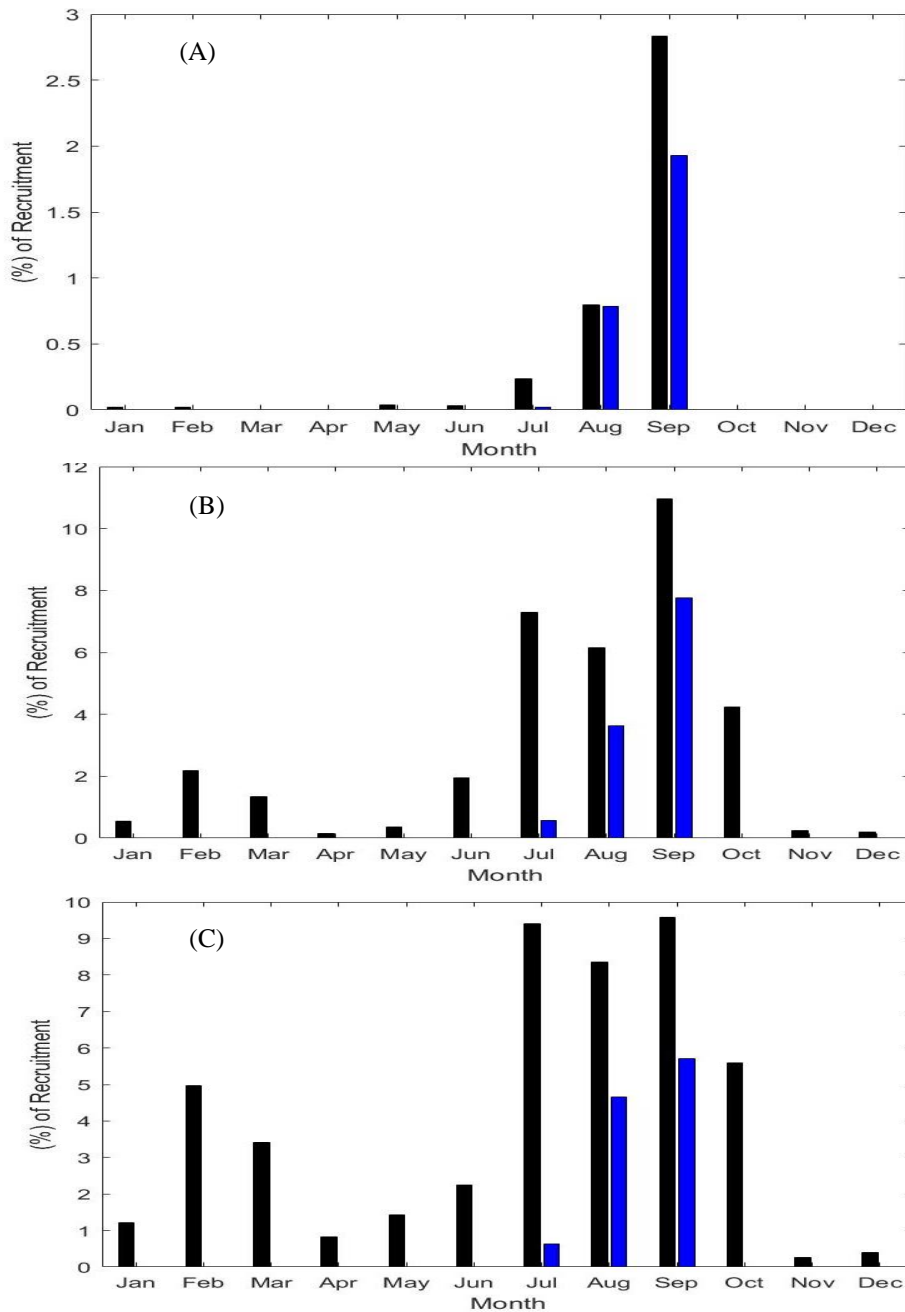 3
(A)
2.5
2
1.5
1
0.5
0
(%) of Recruitment
Jan Feb Mar Apr May Jun Jul Aug Sep Oct Nov Dec
Month
12
(B)
10
8
6
4
2
0
(%) of Recruitment
Jan Feb Mar Apr May Jun Jul Aug Sep Oct Nov Dec
Month
10
(C)
9
8
7
6
5
4
3
2
1
0
(%) of Recruitment
Jan Feb Mar Apr May Jun Jul Aug Sep Oct Nov Dec
Month